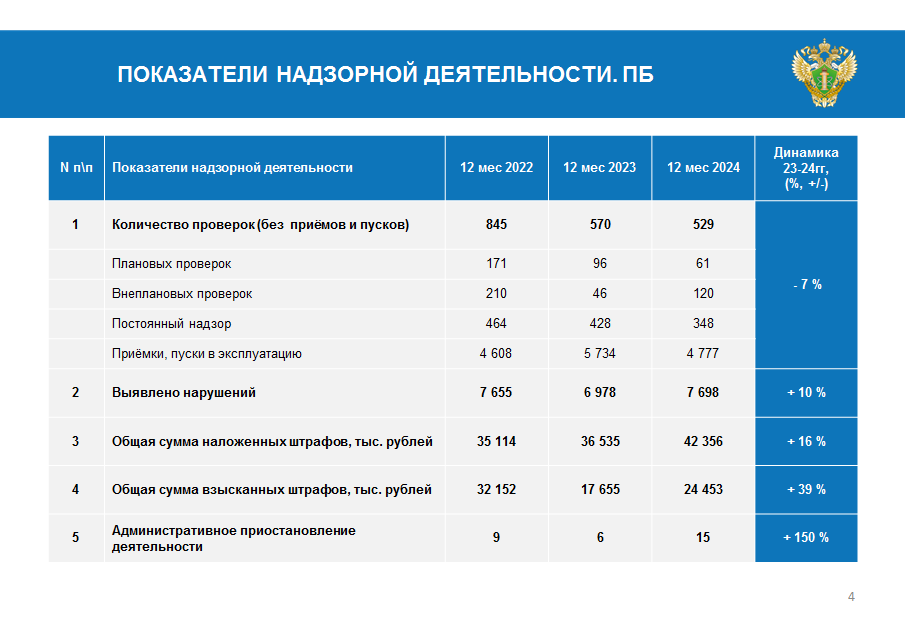 ПОКАЗАТЕЛИ НАДЗОРНОЙ ДЕЯТЕЛЬНОСТИ. ПБ
N п\п Показатели надзорной деятельности 12 мес 2022 12 мес 2023 12 мес 2024 Динамика
23-24гг,
(%, +/-)
1 Количество проверок (без приёмов и пусков) 845 570 529
Плановых проверок 171 96 61
Внеплановых проверок 210 46 120
- 7 %
Постоянный надзор 464 428 348
Приёмки, пуски в эксплуатацию 4 608 5 734 4 777
2 Выявлено нарушений 7 655 6 978 7 698 + 10 %
3 Общая сумма наложенных штрафов, тыс. рублей 35 114 36 535 42 356 + 16 %
4 Общая сумма взысканных штрафов, тыс. рублей 32 152 17 655 24 453 + 39 %
5 Административное приостановление
деятельности 9 6 15 + 150 %
4